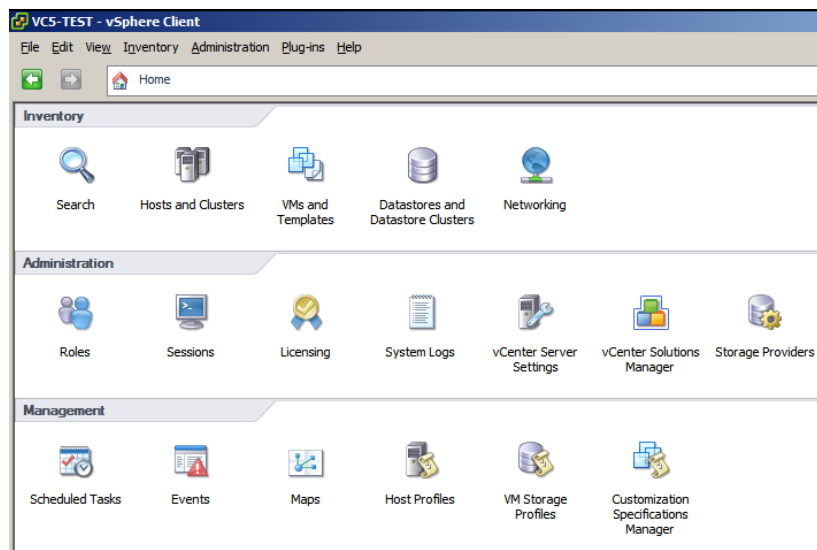 VC5-TEST - vSphere Client
File Edit View Inventory Administration Plug-ins Help
Home
Inventory
Search
Hosts and Clusters
VMs and
Templates
Datastores and
Datastore Clusters
Networking
Administration
Roles
Sessions
Licensing
System Logs
vCenter Server
Settings
vCenter Solutions
Manager
Storage Providers
Management
Scheduled Tasks
Events
Maps
Host Profiles
VM Storage
Profiles
Customization
Specifications
Manager